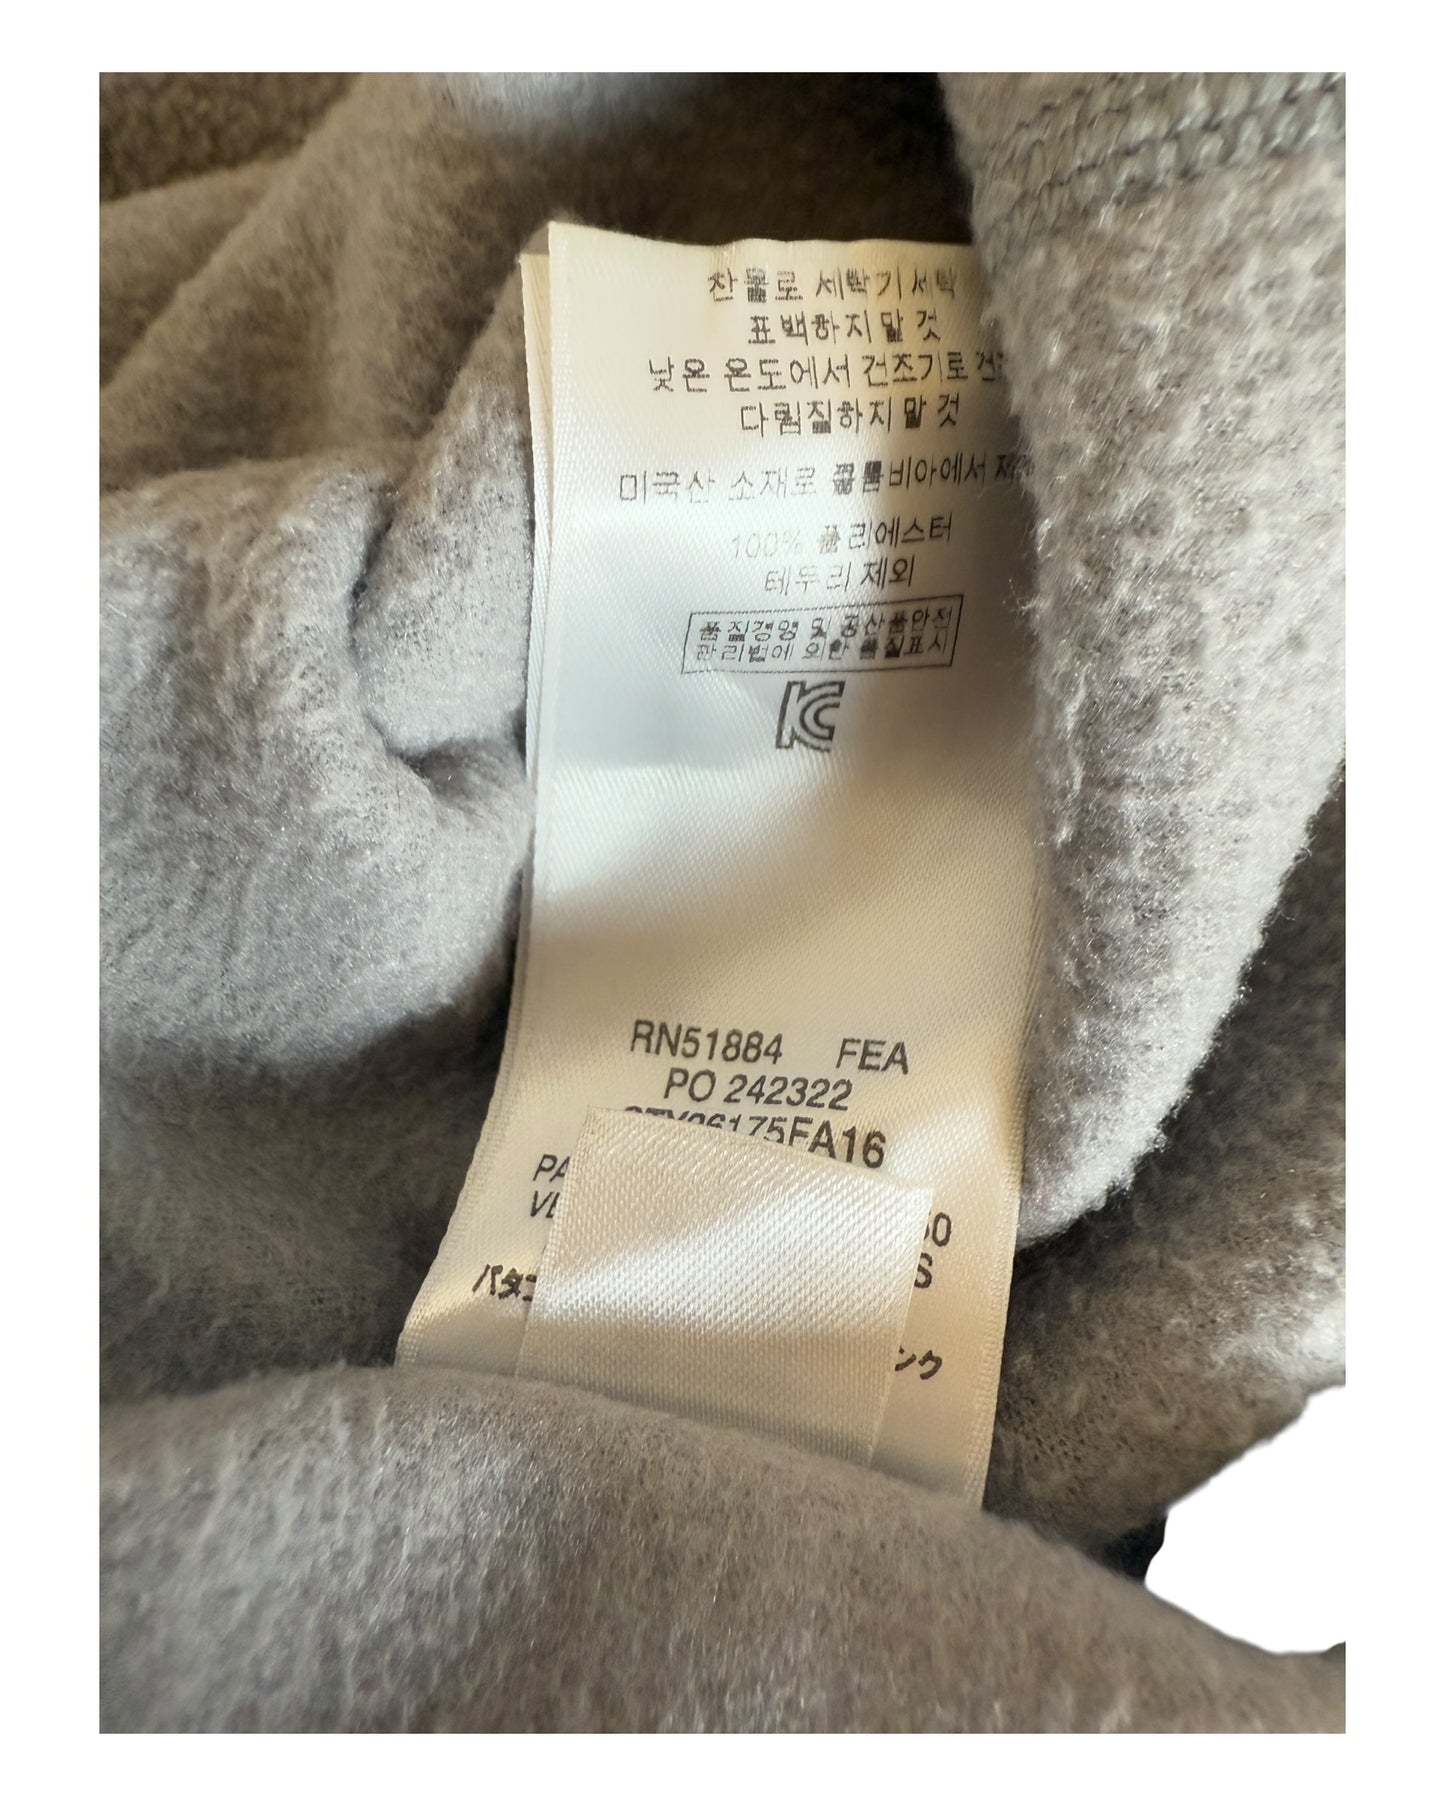 찬물로 세탁기 세탁
표백하지 말 것
낮은 온도에서 건조기로
다림질하지 말 것
미국산 소재로 콜롬비아에서
100% 폴리에스터
테두리 제외
품질경영 및 공산품안전
관리법에 의한 품질표시
KC
RN51884 FEA
PO 242322
175FA16